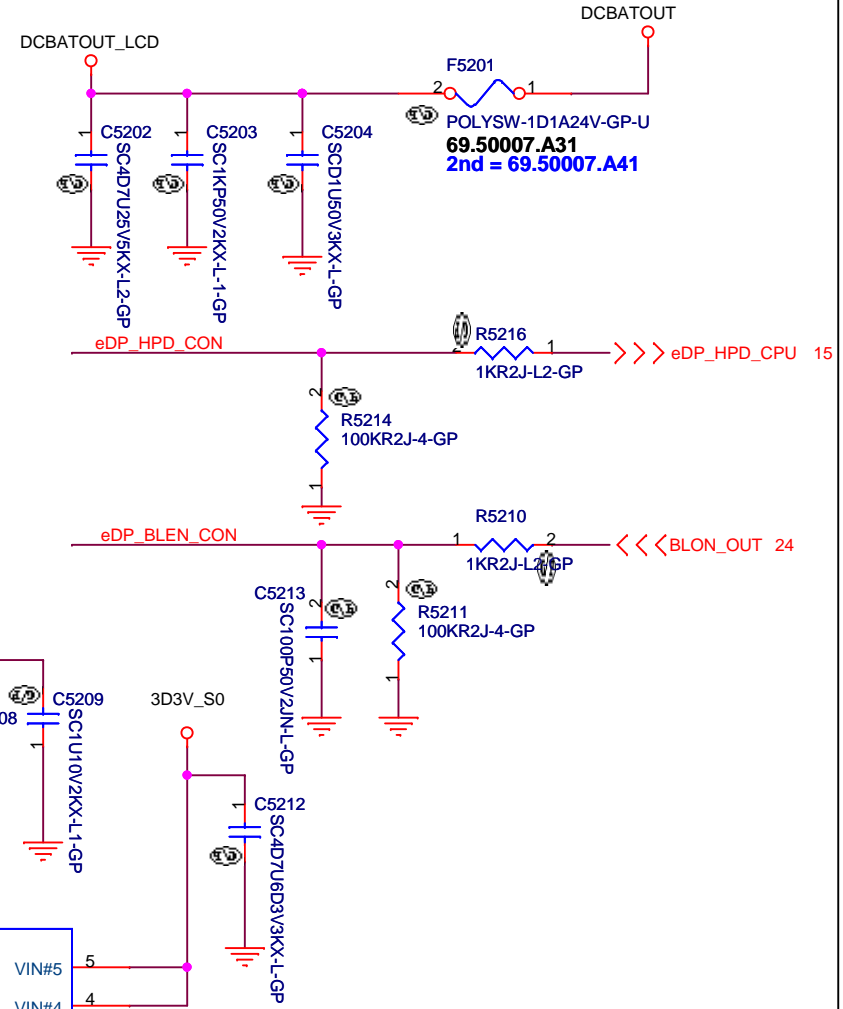 DCBATOUT
DCBATOUT_LCD
F5201
2
1
POLYSW-1D1A24V-GP-U
69.50007.A31
2nd = 69.50007.A41
1
C5202
SC4D7U25V5KX-L2-GP
1
C5203
SC1KP50V2KX-L-1-GP
1
C5204
SCD1U50V3KX-L-GP
eDP_HPD_CON
R5216
2
1
1KR2J-L2-GP
eDP_HPD_CPU 15
2
R5214
100KR2J-4-GP
1
eDP_BLEN_CON
R5210
1
2
1KR2J-L2-GP
BLON_OUT 24
C5213
2
SC100P50V2JN-L-GP
1
2
R5211
100KR2J-4-GP
1
08
C5209
SC1U10V2KX-L1-GP
1
3D3V_S0
1
C5212
SC4D7U6D3V3KX-L-GP
VIN#5
5
VIN#4
4